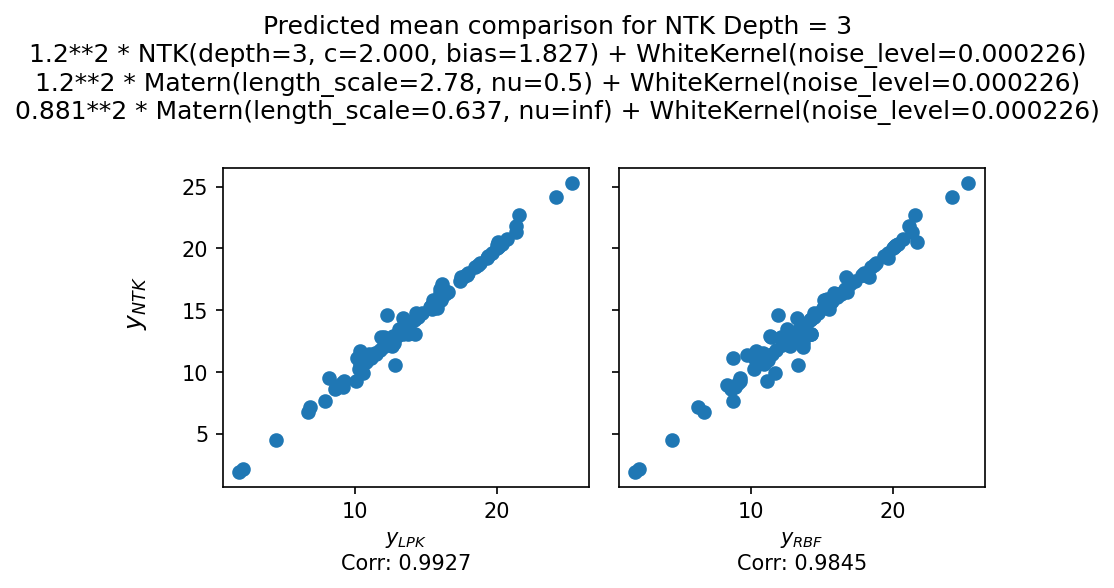 Predicted mean comparison for NTK Depth = 3
1.2**2 * NTK(depth=3, c=2.000, bias=1.827) + WhiteKernel(noise_level=0.000226)
1.2**2 * Matern(length_scale=2.78, nu=0.5) + WhiteKernel(noise_level=0.000226)
0.881**2 * Matern(length_scale=0.637, nu=inf) + WhiteKernel(noise_level=0.000226)
25
20
15
10
5
y_NTK
10 20
10 20
y_LPK
Corr: 0.9927
y_RBF
Corr: 0.9845